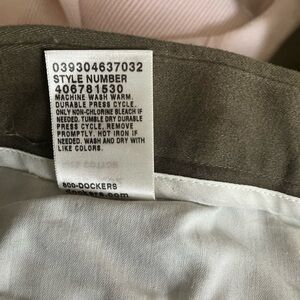 039304637032
STYLE NUMBER
406781530
MACHINE WASH WARM,
DURABLE PRESS CYCLE.
ONLY NON-CHLORINE BLEACH IF
NEEDED. TUMBLE DRY DURABLE
PRESS CYCLE. REMOVE
PROMPTLY. HOT IRON IF
NEEDED. WASH AND DRY WITH
LIKE COLORS.
800-DOCKERS
dockers.com